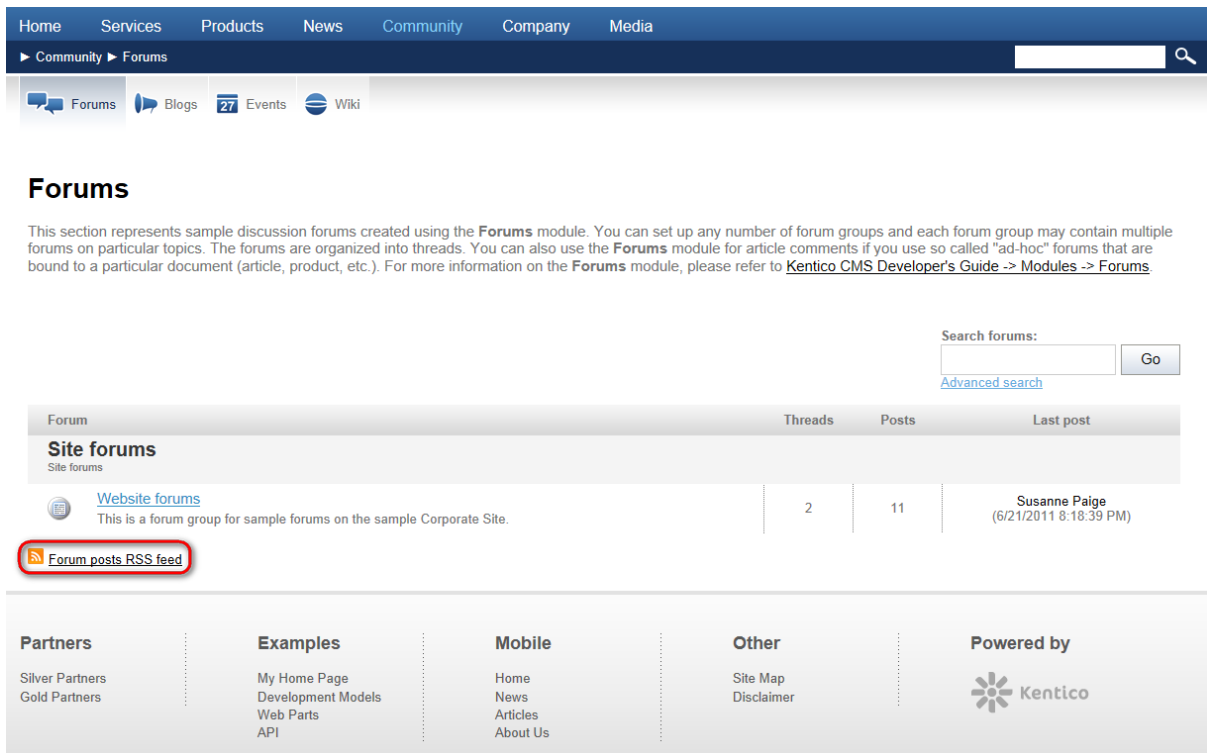 Home Services Products News Community Company Media
► Community ► Forums
Forums Blogs 27 Events Wiki
Forums
This section represents sample discussion forums created using the Forums module. You can set up any number of forum groups and each forum group may contain multiple
forums on particular topics. The forums are organized into threads. You can also use the Forums module for article comments if you use so called "ad-hoc" forums that are
bound to a particular document (article, product, etc.). For more information on the Forums module, please refer to Kentico CMS Developer's Guide -> Modules -> Forums.
Search forums:
Go
Advanced search
Forum Threads Posts Last post
Site forums
Site forums
Website forums
This is a forum group for sample forums on the sample Corporate Site.
2 11
Susanne Paige
(6/21/2011 8:18:39 PM)
Forum posts RSS feed
Partners
Silver Partners
Gold Partners
Examples
My Home Page
Development Models
Web Parts
API
Mobile
Home
News
Articles
About Us
Other
Site Map
Disclaimer
Powered by
Kentico